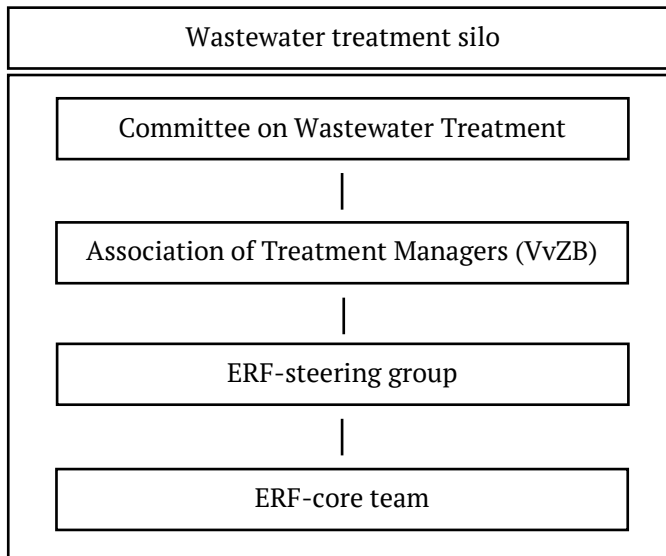 Wastewater treatment silo
Committee on Wastewater Treatment
Association of Treatment Managers (VvZB)
ERF-steering group
ERF-core team